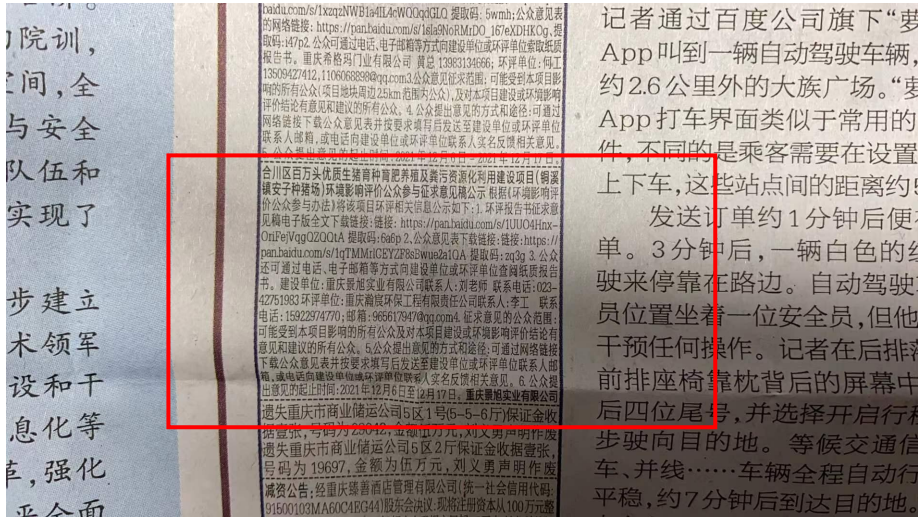 的院训，
空间，全
与安全
队伍和
实现了
步建立
术领军
设和干
息化等
革，强化
的网络链接：https://pan.baidu.com/s/1sla9NoRMrDO_167eXDHKOg，提
取码：i47p2.公众可通过电话、电子邮箱等方式向建设单位或环评单位索取纸质
报告书。重庆希格玛门业有限公司 黄总 13983134666；环评单位：何工
13509427412，1106068898@qq.com3.公众意见征求范围：可能受到本项目影
响的所有公众（项目地块周边2.5km范围内公众），及对本项目建设或环境影响
评价结论有意见和建议的所有公众。4.公众提出意见的方式和途径：可通过
网络链接下载公众意见表并按要求填写后发送至建设单位或环评单位
联系人邮箱，或电话向建设单位或环评单位联系人实名反馈相关意见。
合川区百万头优质生猪育种育肥养殖及粪污资源化利用建设项目（铜溪
镇安子种猪场）环境影响评价公众参与征求意见稿公示 根据《环境影响评
价公众参与办法》将该项目环评相关信息公示如下：1.环评报告书征求意
见稿电子版全文下载链接：链接：https://pan.baidu.com/s/1UUO4Hnx-
OriFejVqgQZQQtA 提取码：6a6p 2.公众意见表下载链接：链接：https://
pan.baidu.com/s/1qTMMriGEYZF8sBwue2a1QA 提取码：zq3g 3.公众
还可通过电话、电子邮箱等方式向建设单位或环评单位查阅纸质报告
书。建设单位：重庆景旭实业有限公司联系人：刘老师 联系电话：023-
42751983 环评单位：重庆瀚宸环保工程有限责任公司联系人：李工 联系
电话：15922974770；邮箱：965617947@qq.com4.征求意见的公众范围：
可能受到本项目影响的所有公众及对本项目建设或环境影响评价结论有
意见和建议的所有公众。5.公众提出意见的方式和途径：可通过网络链接
下载公众意见表并按要求填写后发送至建设单位或环评单位联系人邮
箱，或电话向建设单位或环评单位联系人实名反馈相关意见。6.公众提
出意见的起止时间：2021年12月6日至12月17日。重庆景旭实业有限公司
遗失重庆市商业储运公司5区1号（5-5-6厅）保证金收
据壹张，号码为 金额伍万元，刘义勇声明作废
遗失重庆市商业储运公司5区2厅保证金收据壹张，
号码为19697，金额为伍万元，刘义勇声明作废
减资公告：经重庆臻善酒店管理有限公司（统一社会信用代码：
91500103MA60C4EG44）股东会决议：现将注册资本从100万元整
记者通过百度公司旗下“萝
App叫到一辆自动驾驶车辆，
约2.6公里外的大族广场。“萝
App打车界面类似于常用的
件，不同的是乘客需要在设置
上下车，这些站点间的距离约
发送订单约1分钟后便
单。3分钟后，一辆白色的
驶来停靠在路边。自动驾驶
员位置坐着一位安全员，但他
干预任何操作。记者在后排
前排座椅靠枕背后的屏幕中
后四位尾号，并选择开启行
步驶向目的地。等候交通信
车、并线……车辆全程自动行
平稳，约7分钟后到达目的地。